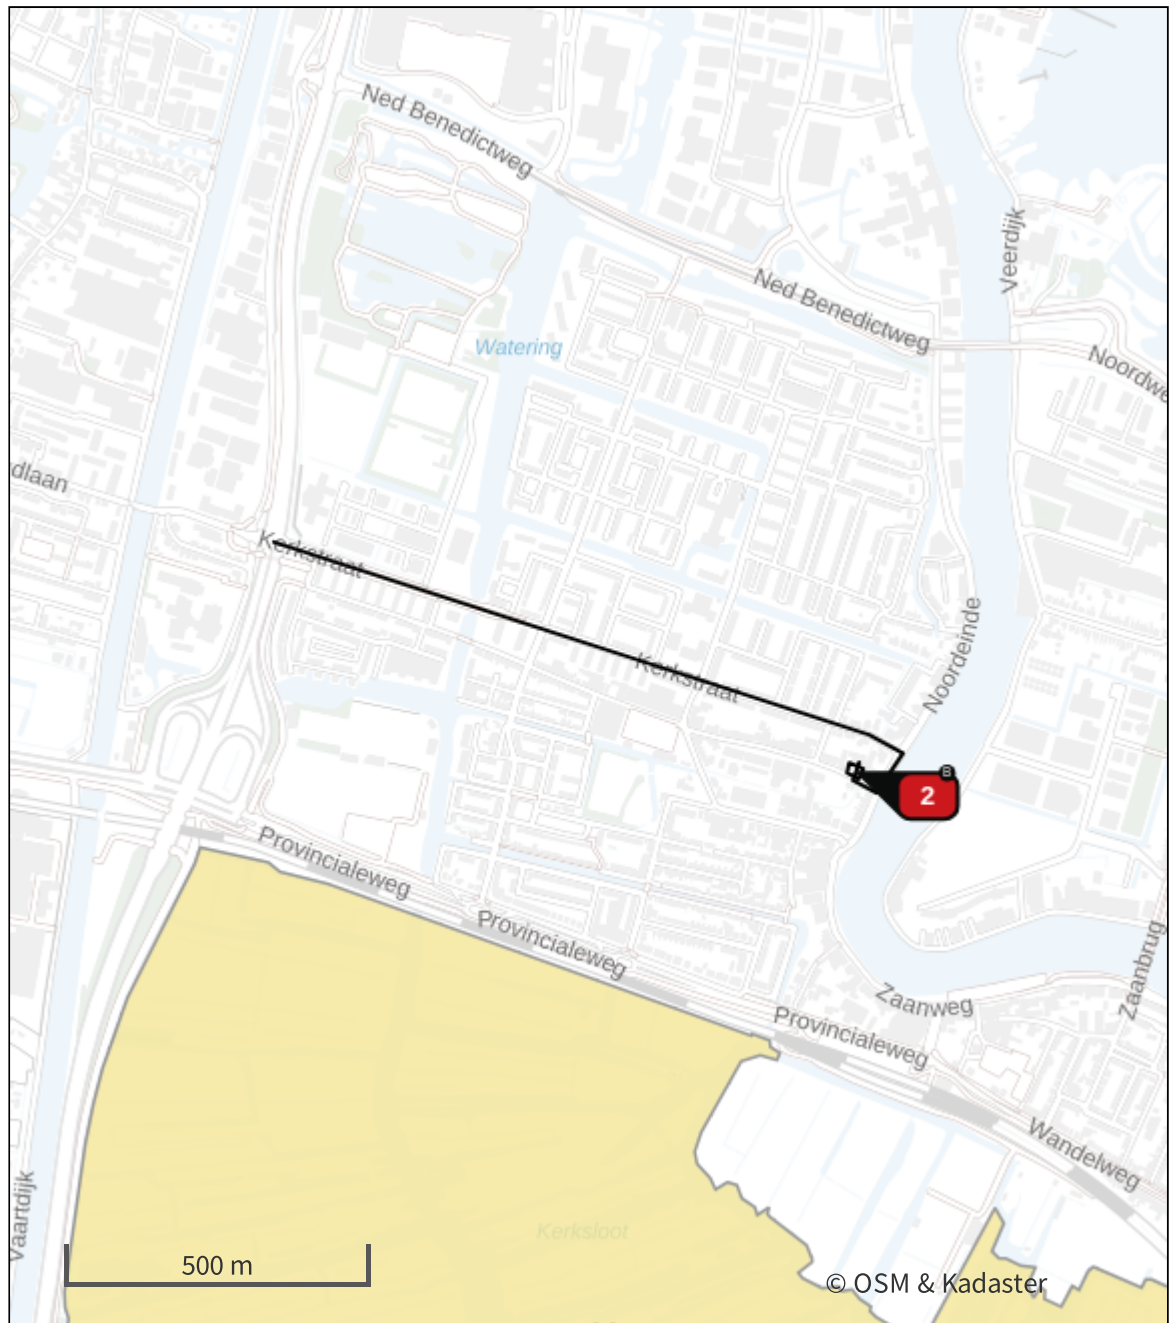 Ned Benedictweg
Veerdijk
Ned Benedictweg
Watering
Noordwe
dlaan
Kerkstraat
Noordeinde
Kerkstraat
B
2
Provincialeweg
Provincialeweg
Zaanbrug
Zaanweg
Provincialeweg
Wandelweg
Vaartdijk
Kerksloot
500 m
© OSM & Kadaster